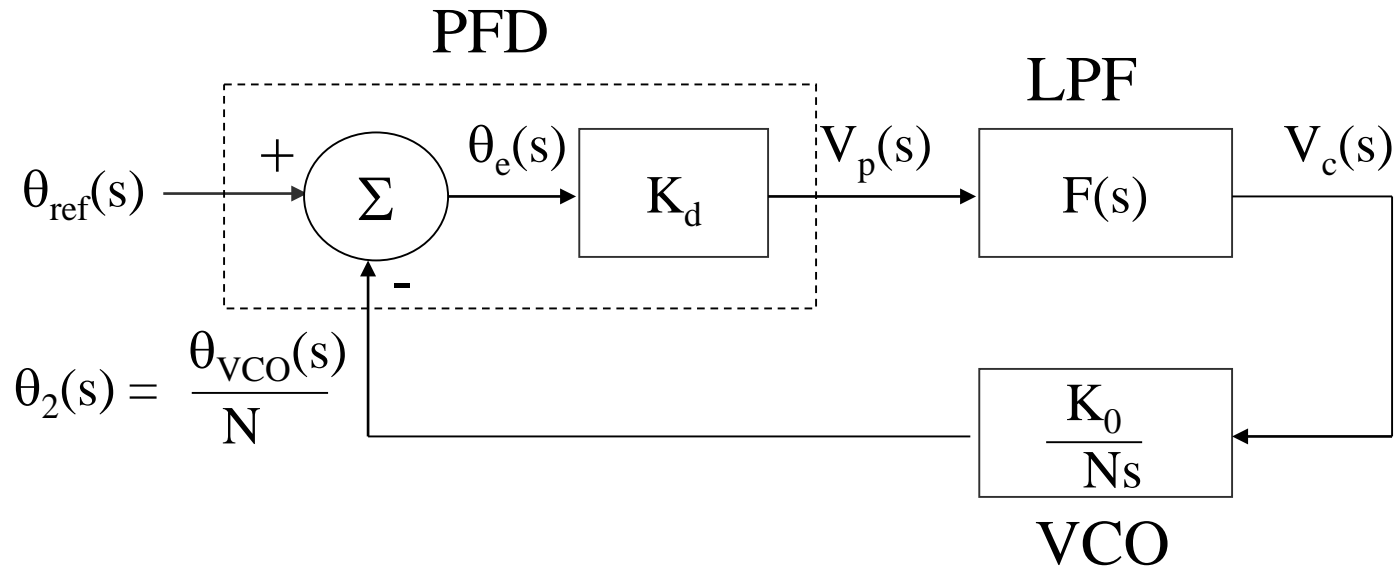 PFD
LPF
+
θref(s)
Σ
θe(s)
Kd
Vp(s)
F(s)
Vc(s)
-
θ2(s) = θVCO(s)
N
K0
Ns
VCO